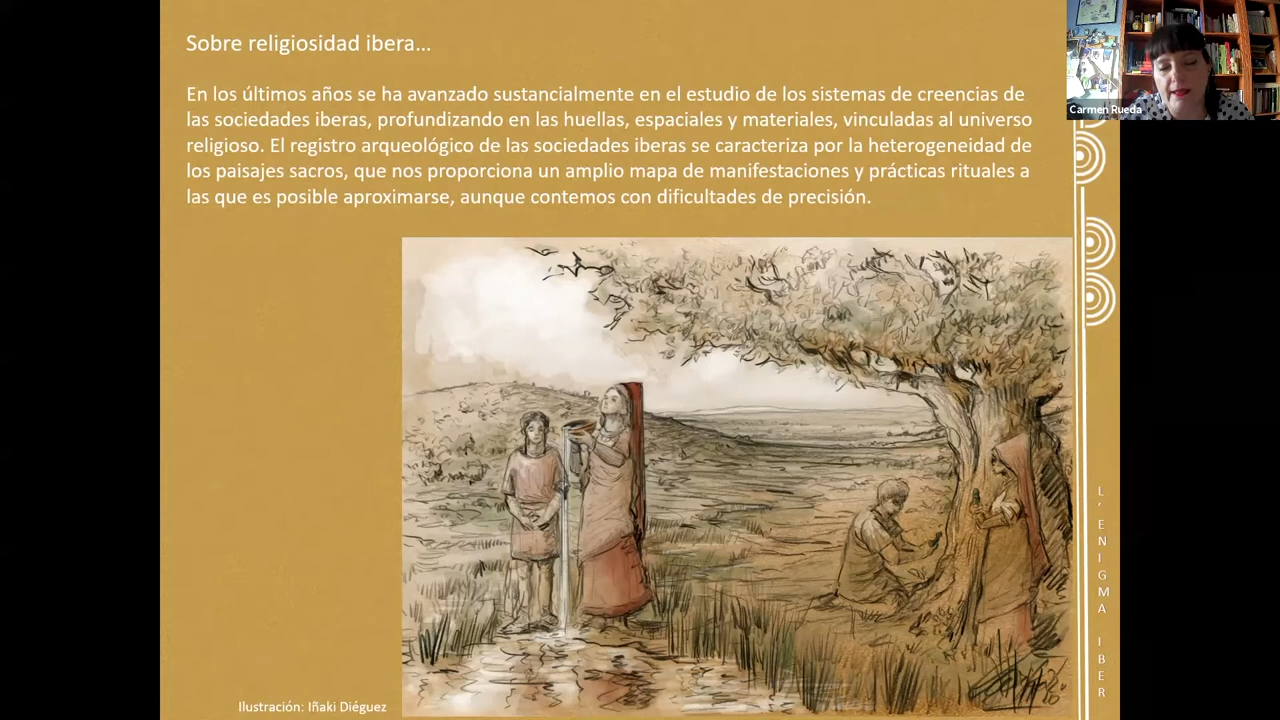 Sobre religiosidad ibera...
En los últimos años se ha avanzado sustancialmente en el estudio de los sistemas de creencias de
las sociedades iberas, profundizando en las huellas, espaciales y materiales, vinculadas al universo
religioso. El registro arqueológico de las sociedades iberas se caracteriza por la heterogeneidad de
los paisajes sacros, que nos proporciona un amplio mapa de manifestaciones y prácticas rituales a
las que es posible aproximarse, aunque contemos con dificultades de precisión.
Carmen Rueda
L'ENIGMA IBER
Ilustración: Iñaki Diéguez